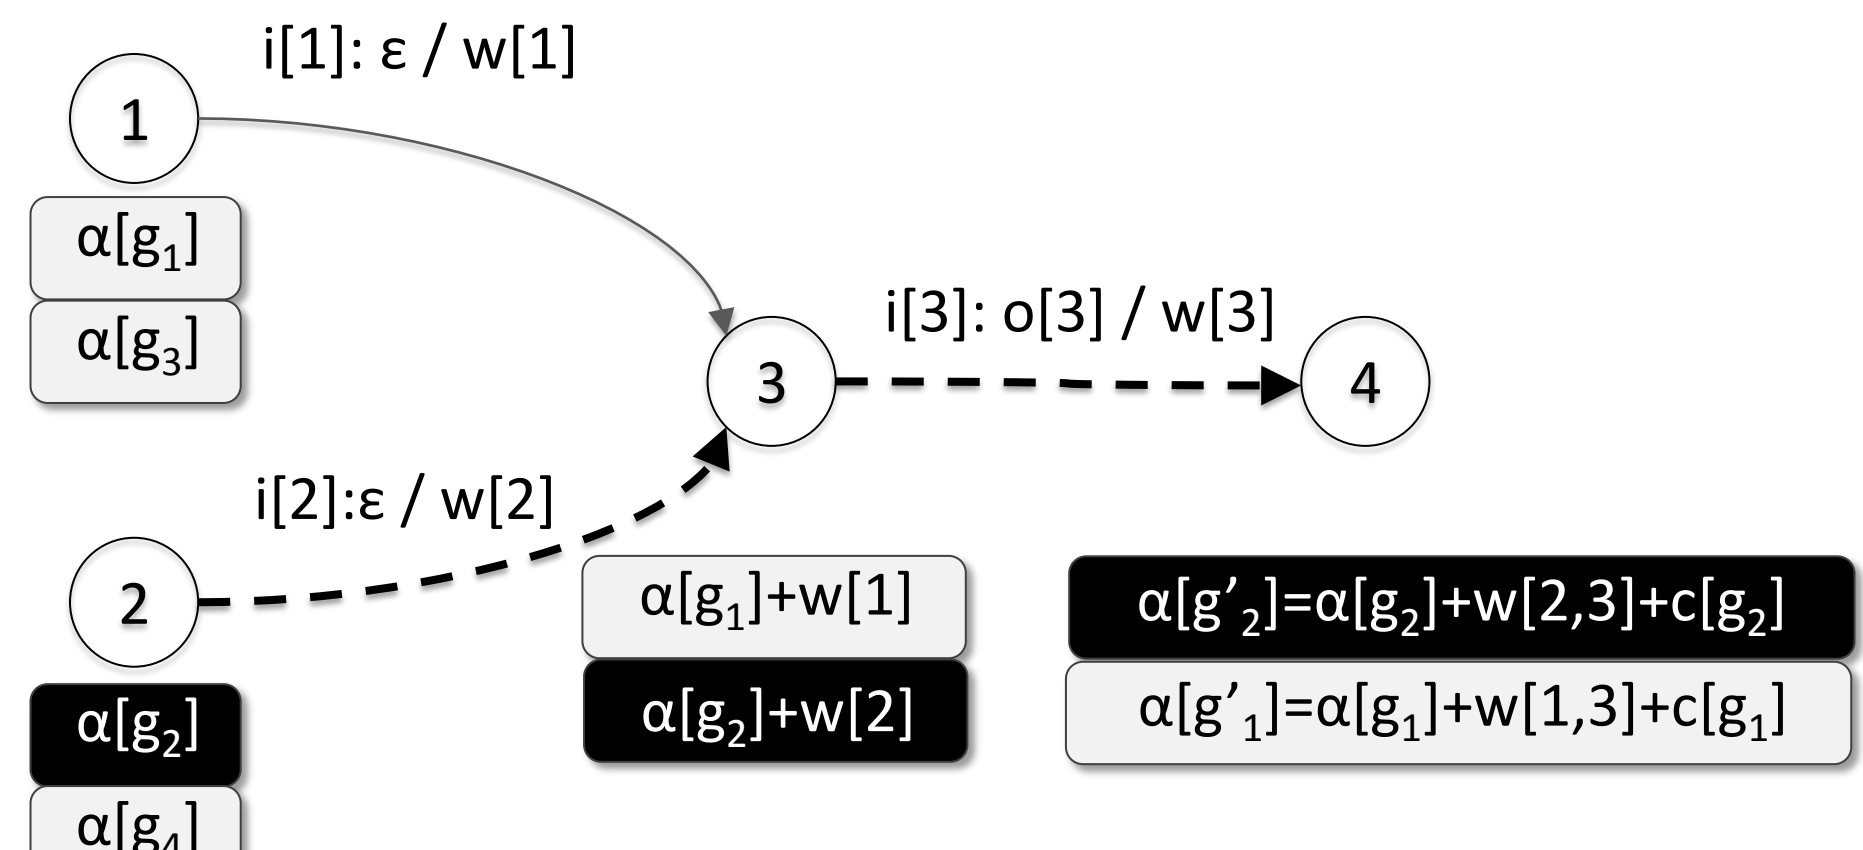 i[1]: ε / w[1]
1
α[g₁]
α[g₃]
i[3]: o[3] / w[3]
3
4
i[2]:ε / w[2]
2
α[g₁]+w[1]
α[g₂]+w[2]
α[g’₂]=α[g₂]+w[2,3]+c[g₂]
α[g’₁]=α[g₁]+w[1,3]+c[g₁]
α[g₂]
α[g₄]